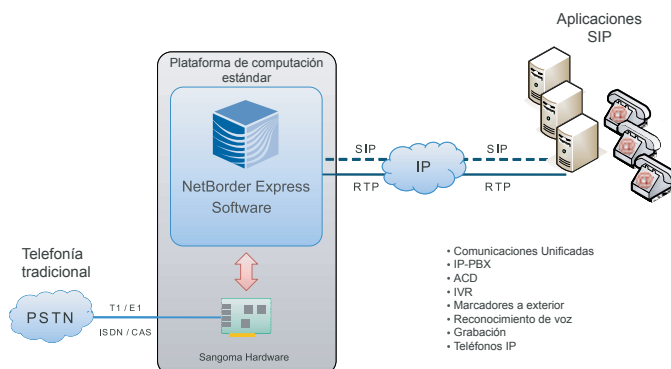 Aplicaciones
SIP
Plataforma de computación
estándar
NetBorder Express
Software
SIP
SIP
IP
RTP
RTP
Telefonía
tradicional
PSTN
T1 / E1
ISDN / CAS
Sangoma Hardware
• Comunicaciones Unificadas
• IP-PBX
• ACD
• IVR
• Marcadores a exterior
• Reconocimiento de voz
• Grabación
• Teléfonos IP